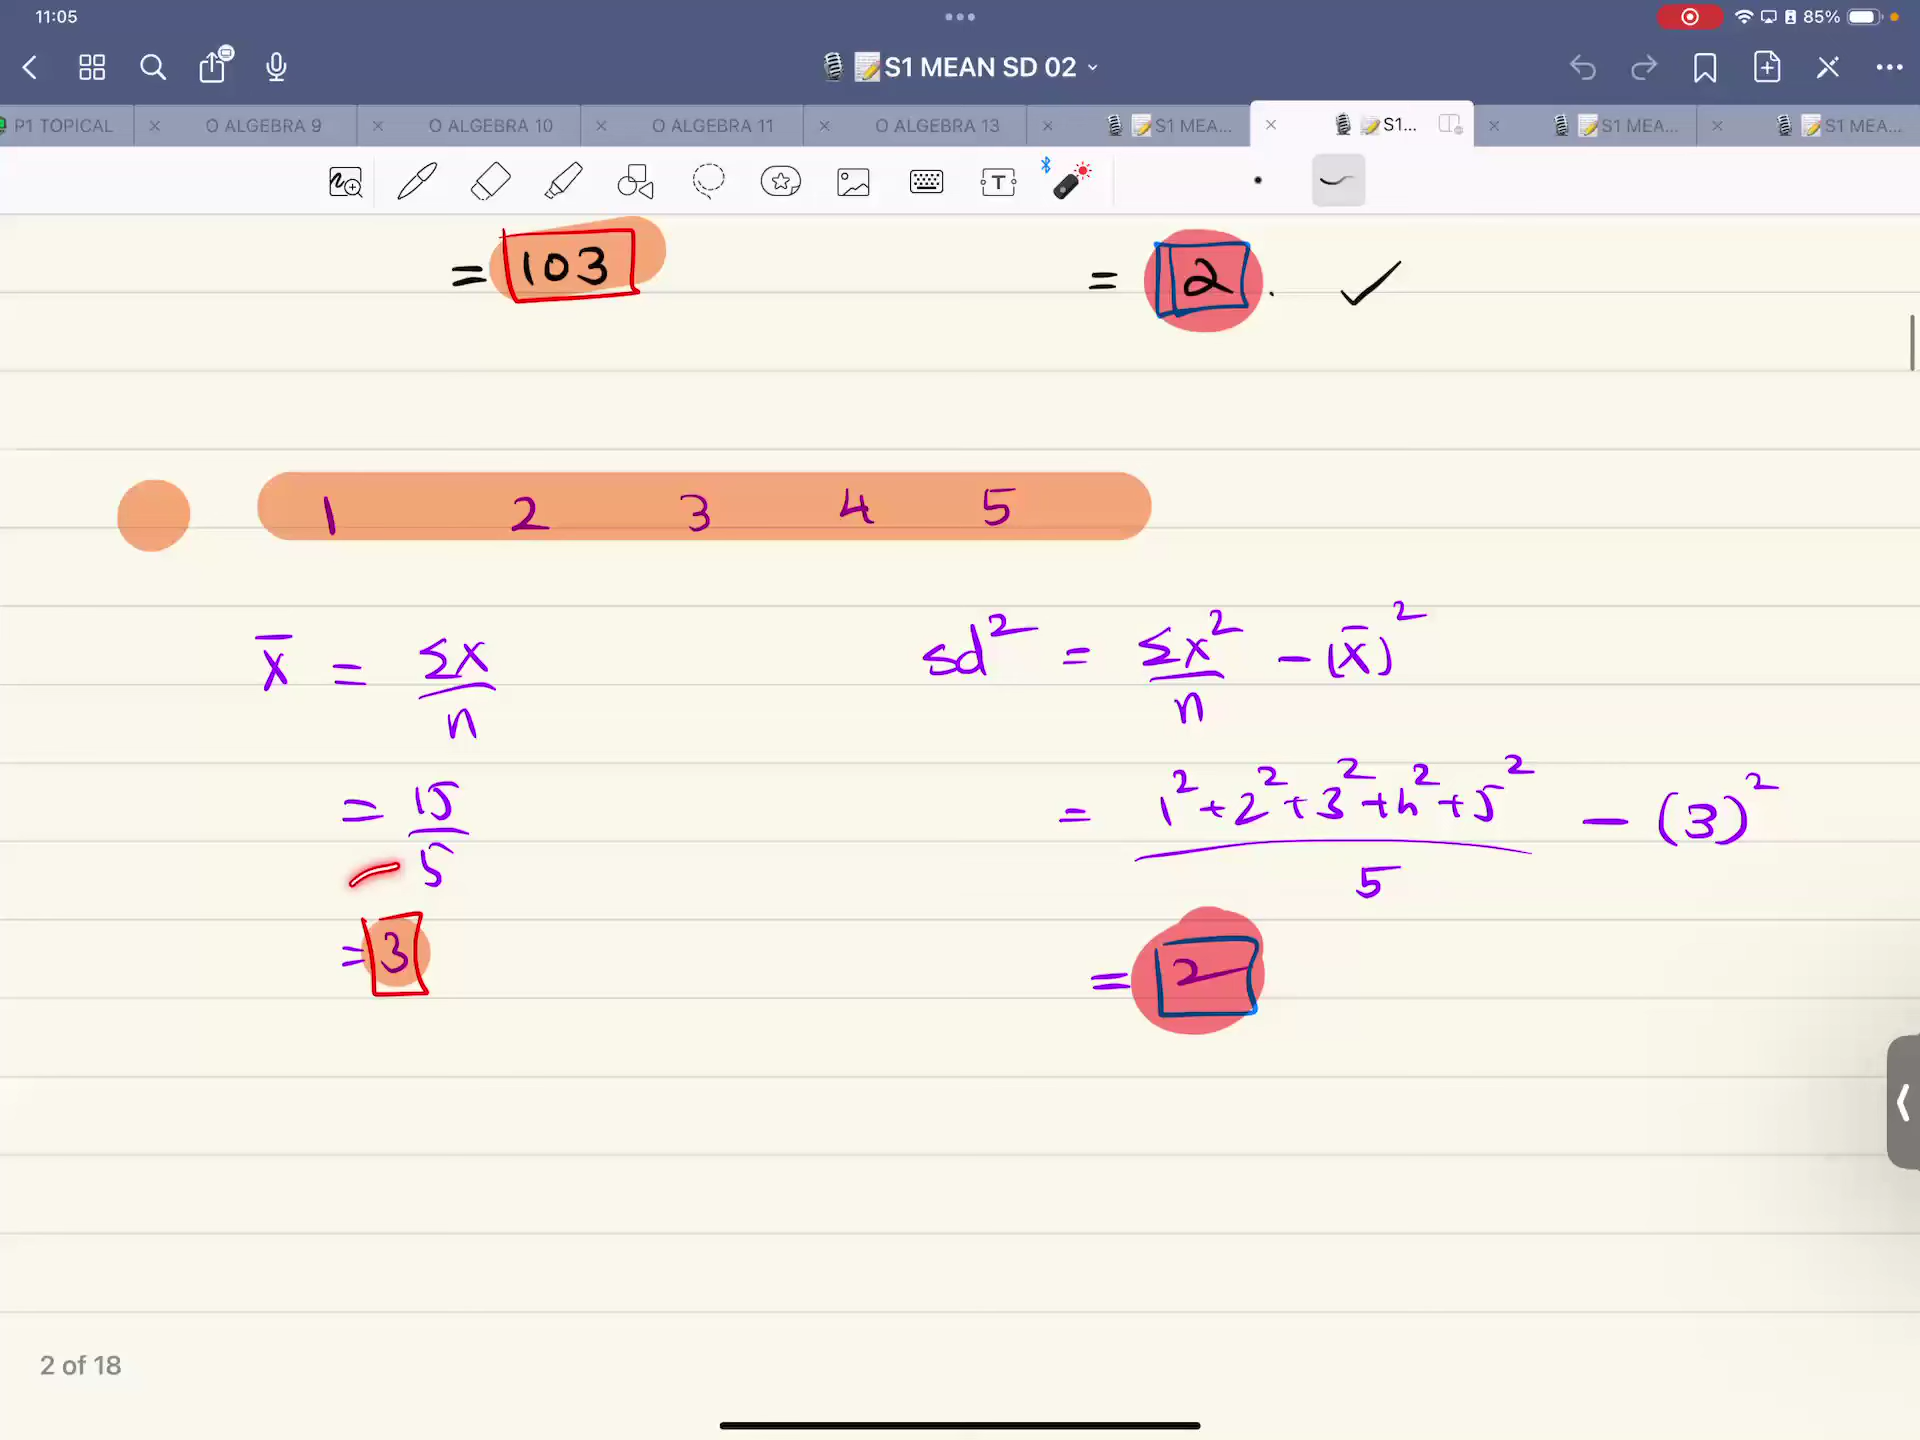 11:05
85%
S1 MEAN SD 02
P1 TOPICAL O ALGEBRA 9 O ALGEBRA 10 O ALGEBRA 11 O ALGEBRA 13 S1 MEA... S1... S1 MEA... S1 MEA...
T
= 103 = 2 .
1 2 3 4 5
x̄ = Σx/n sd² = Σx²/n - (x̄)²
= 15/5 = 1² + 2² + 3² + 4² + 5²/5 - (3)²
= 3 = 2
2 of 18